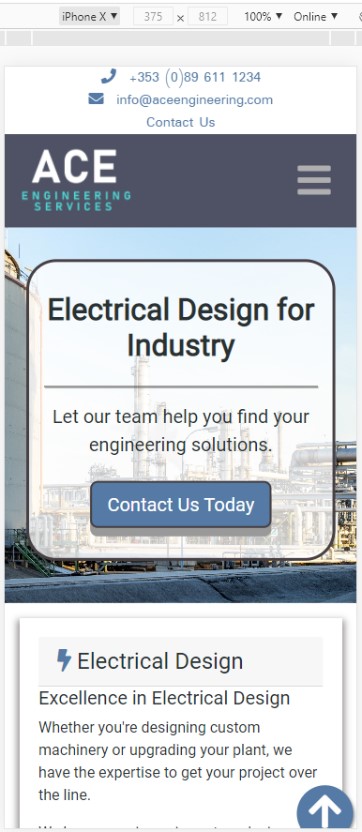 iPhone X ▼ 375 x 812 100% ▼ Online ▼
+353 (0)89 611 1234
info@aceengineering.com
Contact Us
ACE
ENGINEERING
SERVICES
Electrical Design for
Industry
Let our team help you find your
engineering solutions.
Contact Us Today
Electrical Design
Excellence in Electrical Design
Whether you're designing custom
machinery or upgrading your plant, we
have the expertise to get your project over
the line.